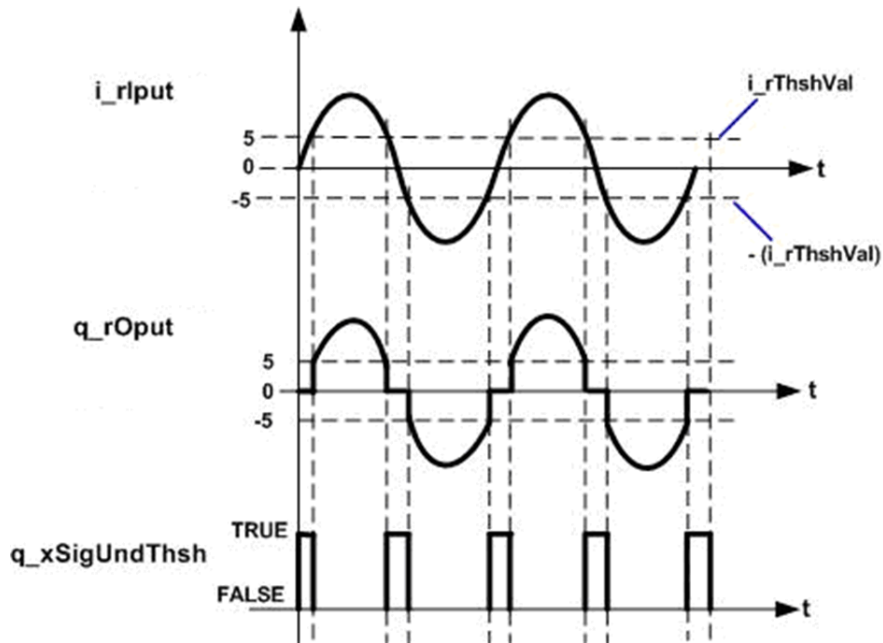 i_rIput
i_rThshVal
5
0
t
-5
- (i_rThshVal)
q_rOput
5
0
t
-5
TRUE
q_xSigUndThsh
FALSE
t